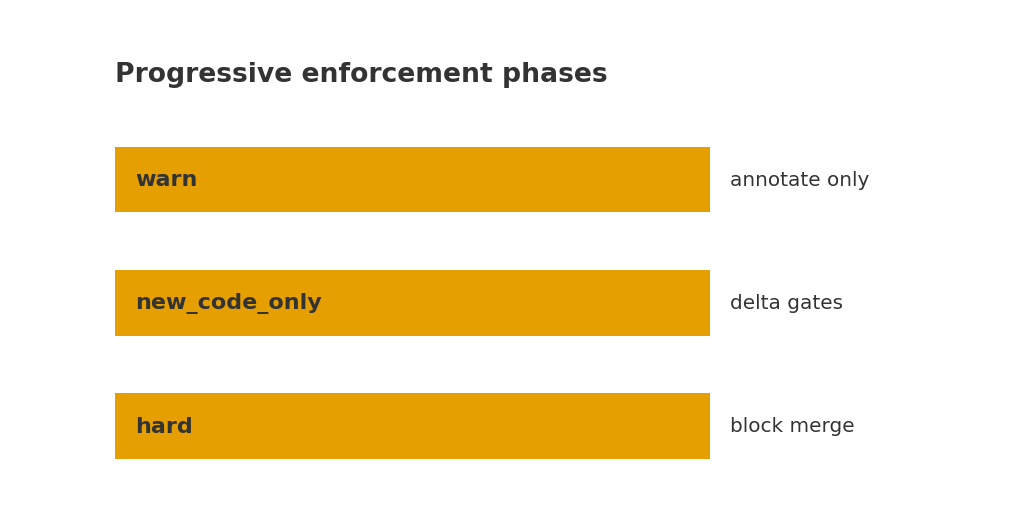 Progressive enforcement phases
warn annotate only
new_code_only delta gates
hard block merge